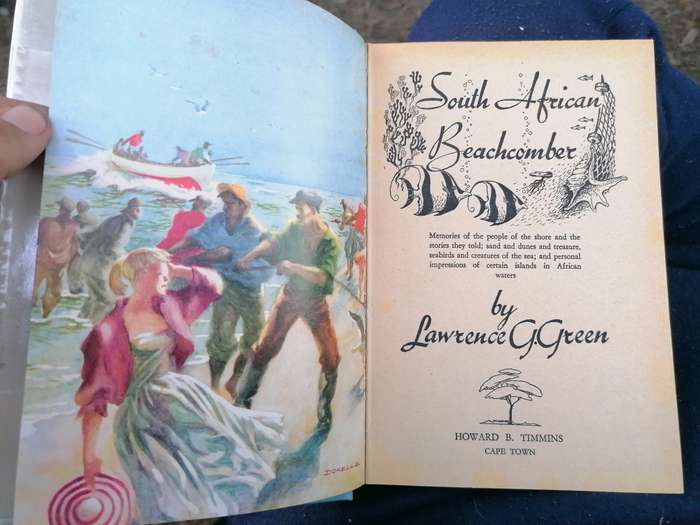 South African
Beachcomber
Memories of the people of the shore and the
stories they told; sand and dunes and treasure,
seabirds and creatures of the sea; and personal
impressions of certain islands in African
waters
by
Lawrence G. Green
HOWARD B. TIMMINS
CAPE TOWN